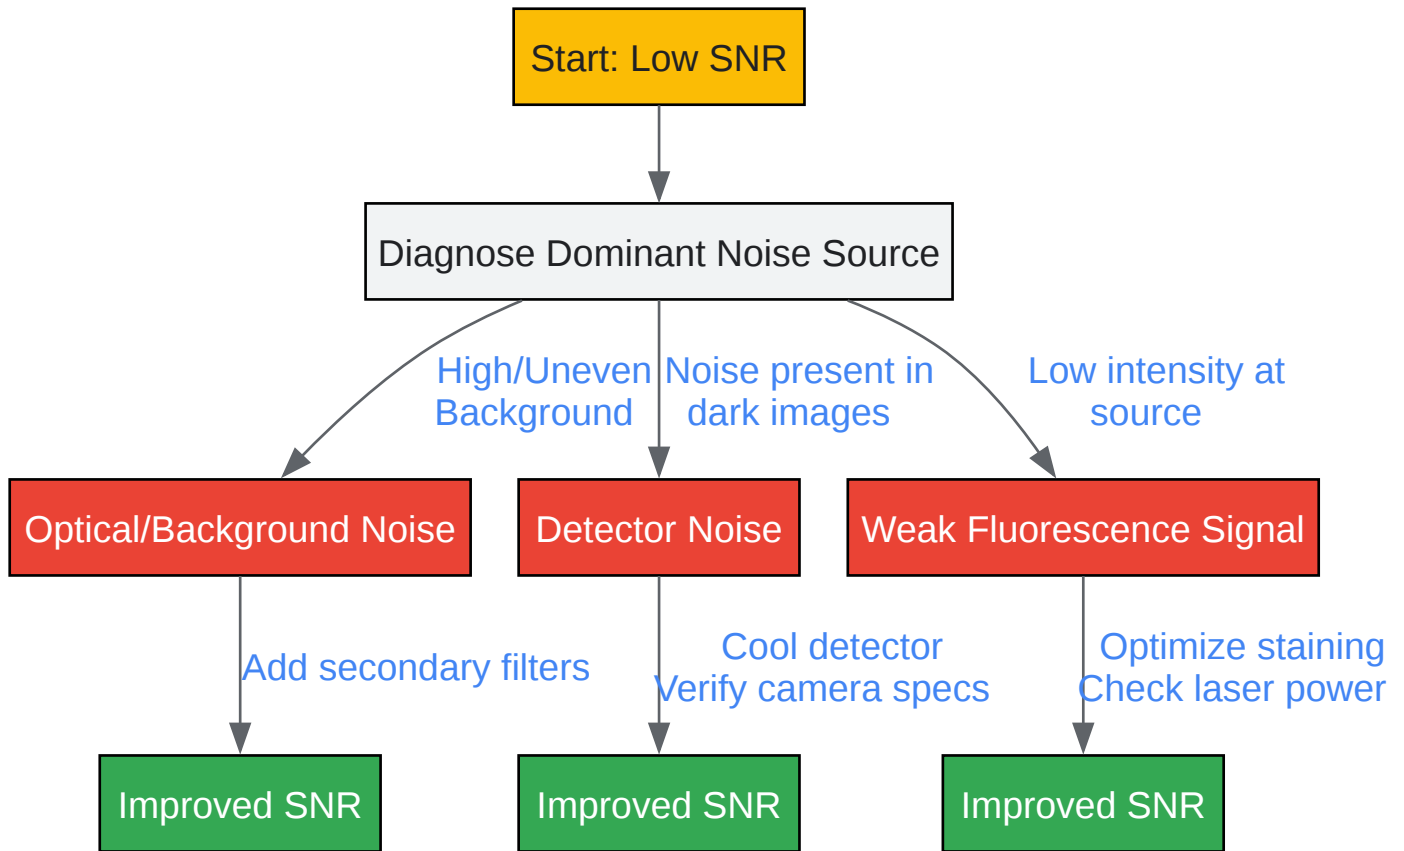 Start: Low SNR
Diagnose Dominant Noise Source
High/Uneven
Background
Noise present in
dark images
Low intensity at
source
Optical/Background Noise
Detector Noise
Weak Fluorescence Signal
Add secondary filters
Cool detector
Verify camera specs
Optimize staining
Check laser power
Improved SNR
Improved SNR
Improved SNR